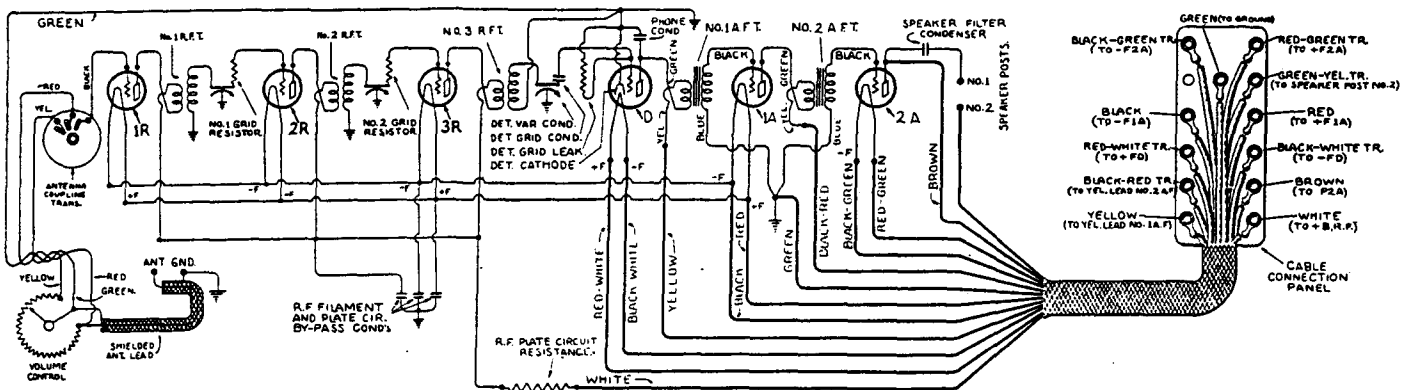 GREEN
No.1 R.F.T.
No.2 R.F.T.
NO.3 R.F.T.
PHONE
COND
NO.1 A.F.T.
NO.2 A.F.T.
SPEAKER FILTER
CONDENSER
BLACK
RED
YEL.
ANTENNA
COUPLING
TRANS.
1R
NO.1 GRID
RESISTOR
2R
NO.2 GRID
RESISTOR
3R
DET. VAR COND.
DET. GRID COND.
DET. GRID LEAK
DET. CATHODE
D
GREEN
YEL
BLACK
BLUE
1A
GREEN
YEL.
BLACK
BLUE
2A
NO.1
NO.2
SPEAKER POSTS.
-F
+F
-F
+F
+F
-F
-F
+F
-F
BROWN
RED-WHITE
BLACK WHITE
YELLOW
BLACK
RED
GREEN
BLACK-RED
BLACK-GREEN
RED-GREEN
YELLOW
RED
GREEN.
ANT GND.
SHIELDED
ANT. LEAD
VOLUME
CONTROL
R.F. FILAMENT
AND PLATE CIR.
BY-PASS COND'S
R.F. PLATE CIRCUIT
RESISTANCE
WHITE
GREEN (TO GROUND)
BLACK-GREEN TR.
(TO -F2A)
BLACK
(TO -F1A)
RED-WHITE TR.
(TO +FD)
BLACK-RED TR.
(TO YEL. LEAD NO.2 A.F)
YELLOW
(TO YEL. LEAD NO.1 A.F)
RED-GREEN TR.
(TO +F2A)
GREEN-YEL. TR.
(TO SPEAKER POST NO.2)
RED
(TO +F1A)
BLACK-WHITE TR.
(TO -FD)
BROWN
(TO P2A)
WHITE
(TO +B, R.F.)
CABLE
CONNECTION
PANEL